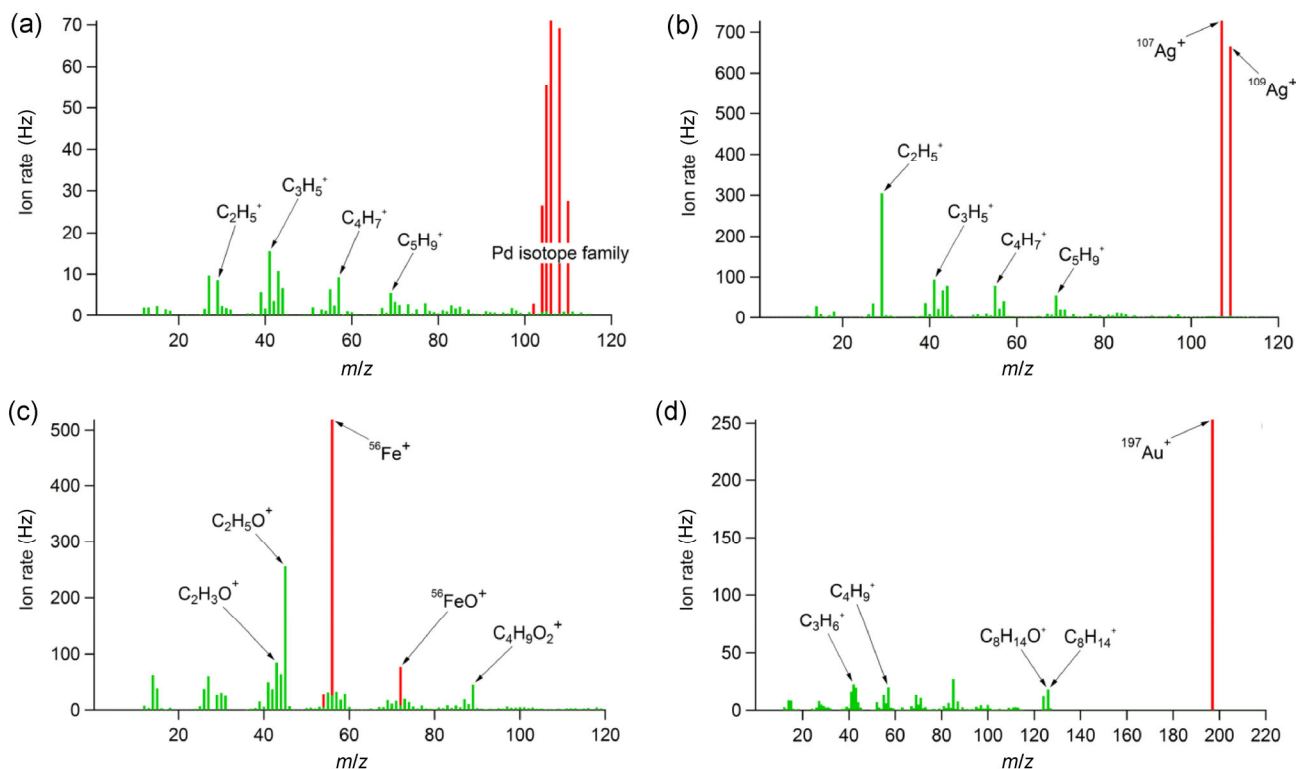 (a)
Ion rate (Hz)
70
60
50
40
30
20
10
0
C₂H₅⁺
C₃H₅⁺
C₄H₇⁺
C₅H₉⁺
Pd isotope family
20 40 60 80 100 120
m/z
(b)
Ion rate (Hz)
700
600
500
400
300
200
100
0
¹⁰⁷Ag⁺
¹⁰⁹Ag⁺
C₂H₅⁺
C₃H₅⁺
C₄H₇⁺
C₅H₉⁺
20 40 60 80 100 120
m/z
(c)
Ion rate (Hz)
500
400
300
200
100
0
⁵⁶Fe⁺
C₂H₅O⁺
C₂H₃O⁺
⁵⁶FeO⁺
C₄H₉O₂⁺
20 40 60 80 100 120
m/z
(d)
Ion rate (Hz)
250
200
150
100
50
0
¹⁹⁷Au⁺
C₄H₉⁺
C₃H₆⁺
C₈H₁₄O⁺ C₈H₁₄⁺
20 40 60 80 100 120 140 160 180 200 220
m/z